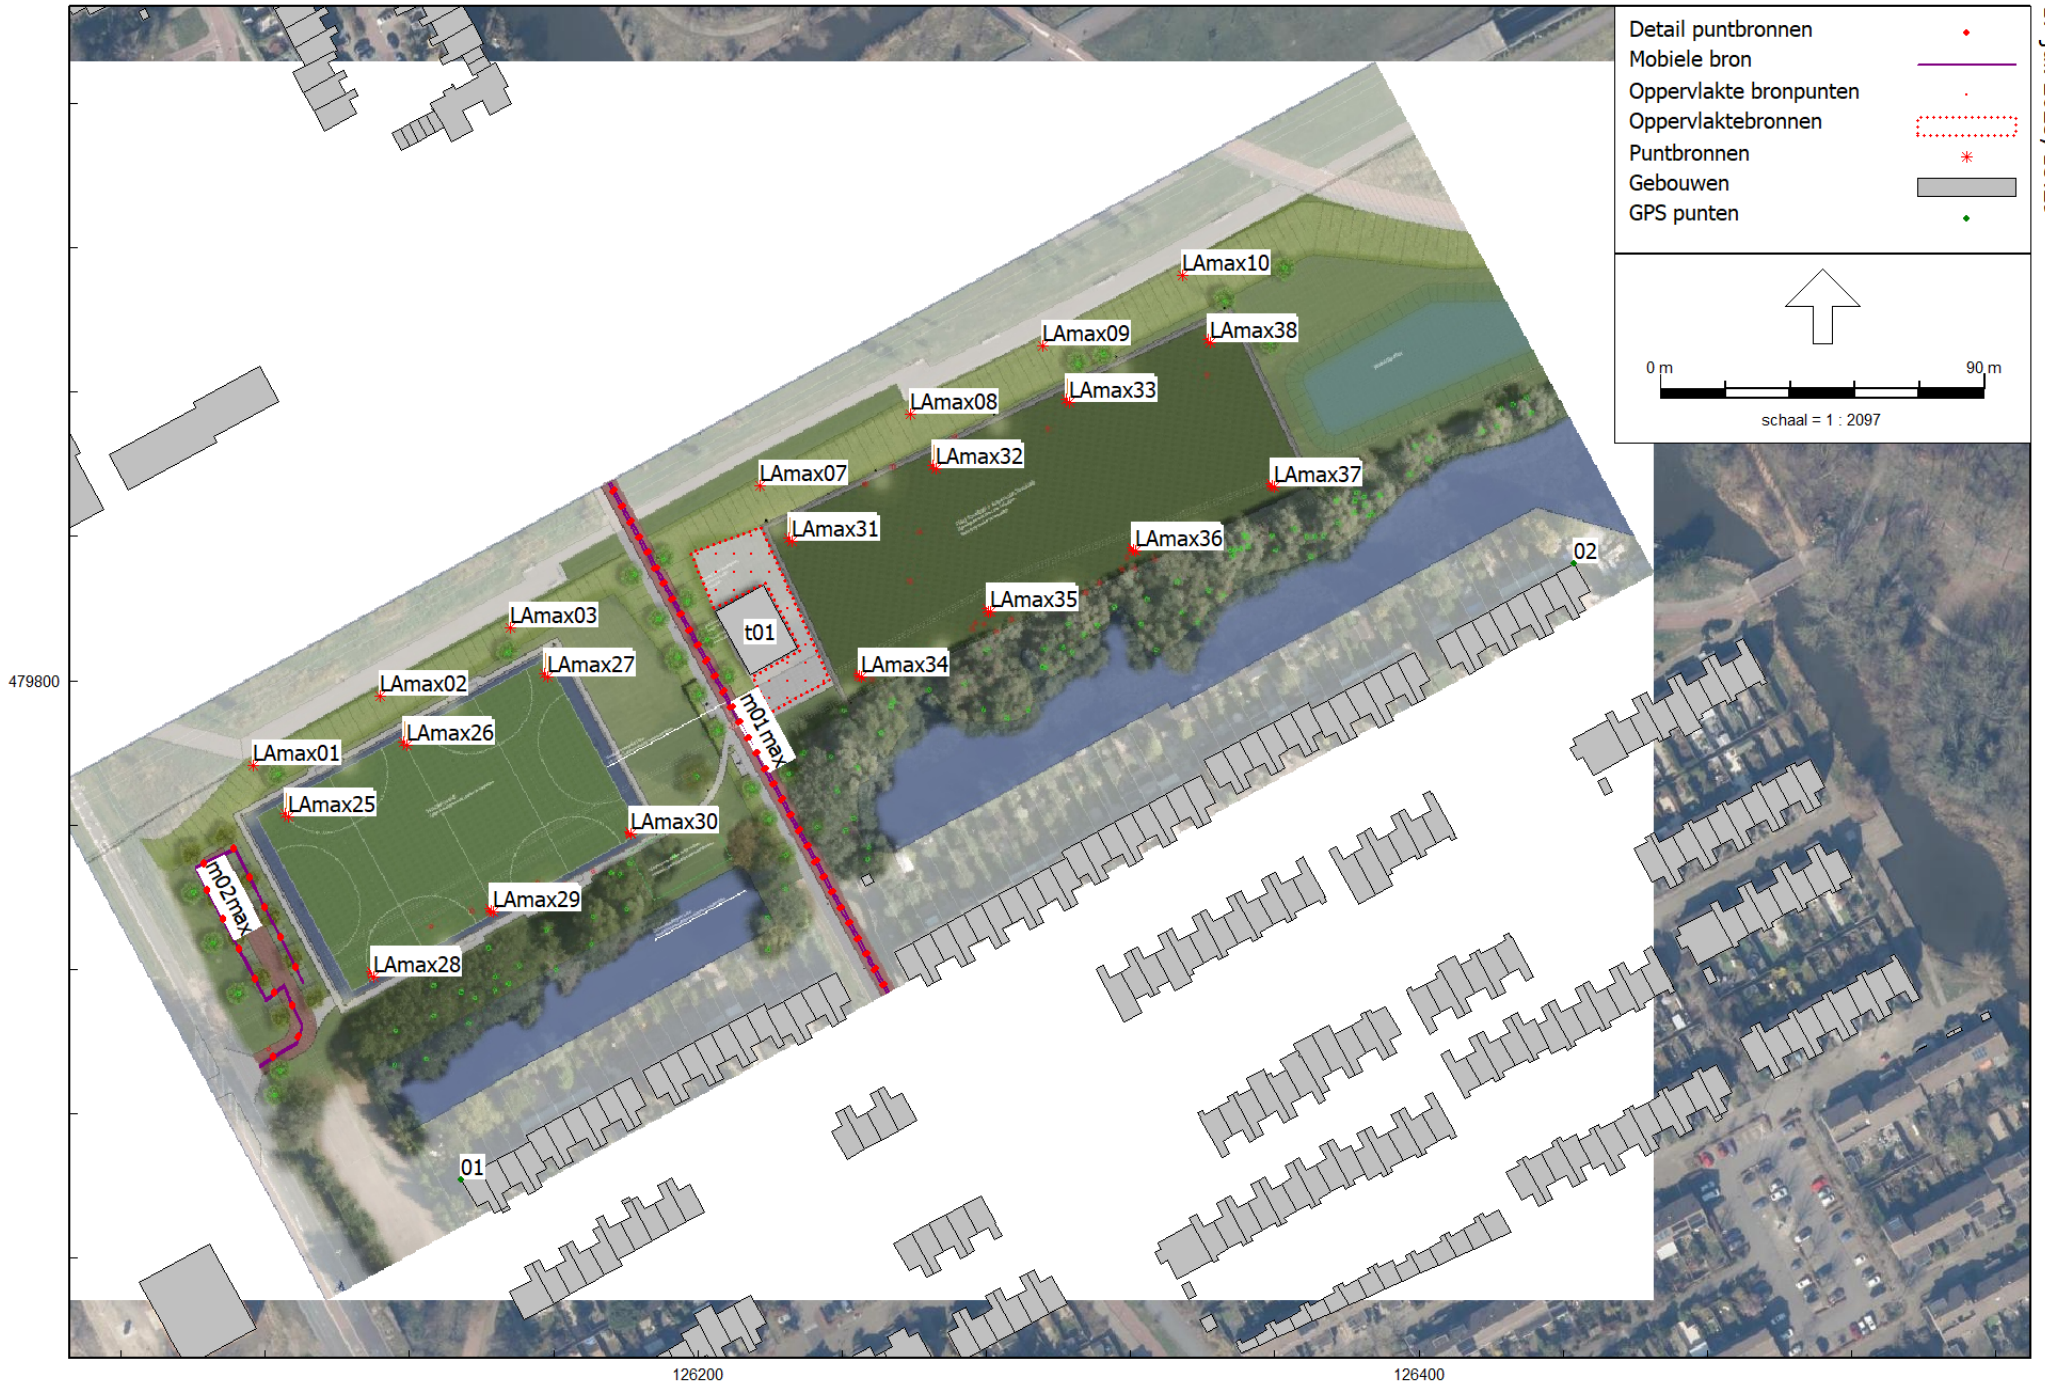 Detail puntbronnen
Mobiele bron
Oppervlakte bronpunten
Oppervlaktebronnen
Puntbronnen
Gebouwen
GPS punten
0 m 90 m
schaal = 1 : 2097
LAmax10
LAmax09
LAmax38
LAmax33
LAmax08
LAmax32
LAmax07
LAmax37
LAmax31
LAmax36
02
LAmax35
LAmax03
t01
LAmax27
LAmax34
479800
LAmax02
LAmax26
m01max
LAmax01
LAmax25
LAmax30
m02max
LAmax29
LAmax28
01
126200
126400